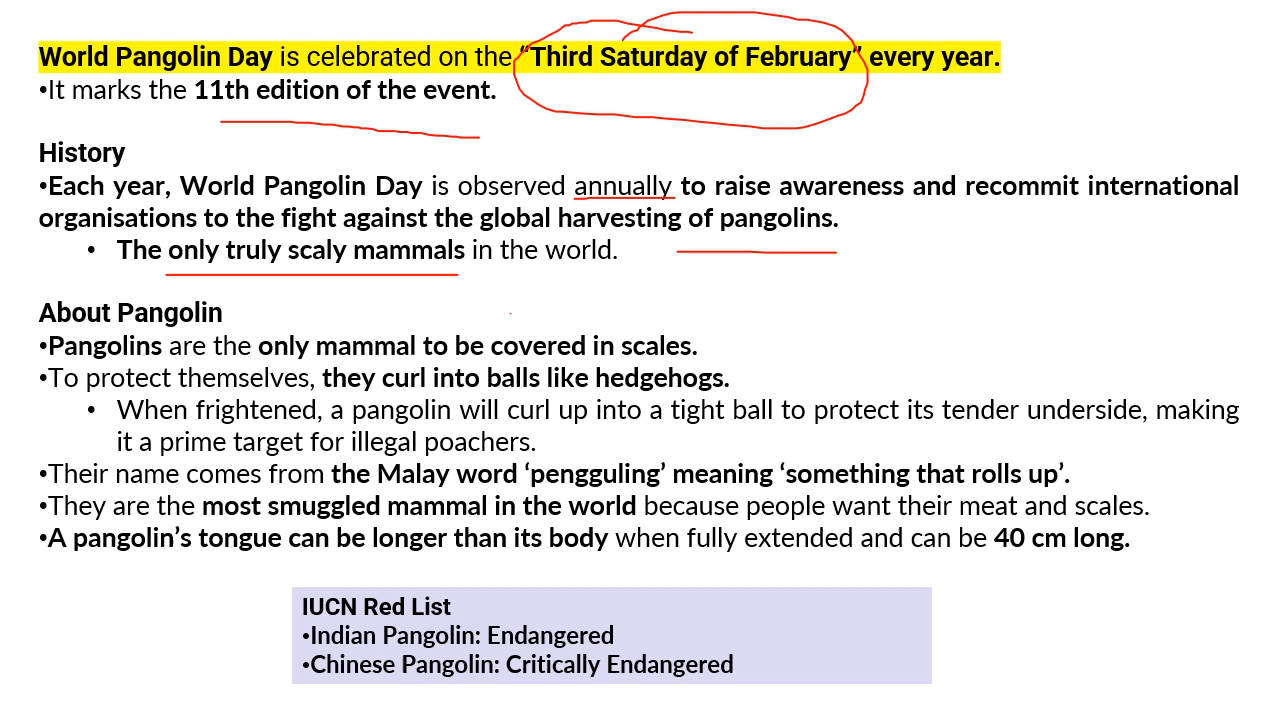 World Pangolin Day is celebrated on the “Third Saturday of February” every year.
•It marks the 11th edition of the event.
History
•Each year, World Pangolin Day is observed annually to raise awareness and recommit international
organisations to the fight against the global harvesting of pangolins.
• The only truly scaly mammals in the world.
About Pangolin
•Pangolins are the only mammal to be covered in scales.
•To protect themselves, they curl into balls like hedgehogs.
• When frightened, a pangolin will curl up into a tight ball to protect its tender underside, making
it a prime target for illegal poachers.
•Their name comes from the Malay word ‘pengguling’ meaning ‘something that rolls up’.
•They are the most smuggled mammal in the world because people want their meat and scales.
•A pangolin’s tongue can be longer than its body when fully extended and can be 40 cm long.
IUCN Red List
•Indian Pangolin: Endangered
•Chinese Pangolin: Critically Endangered